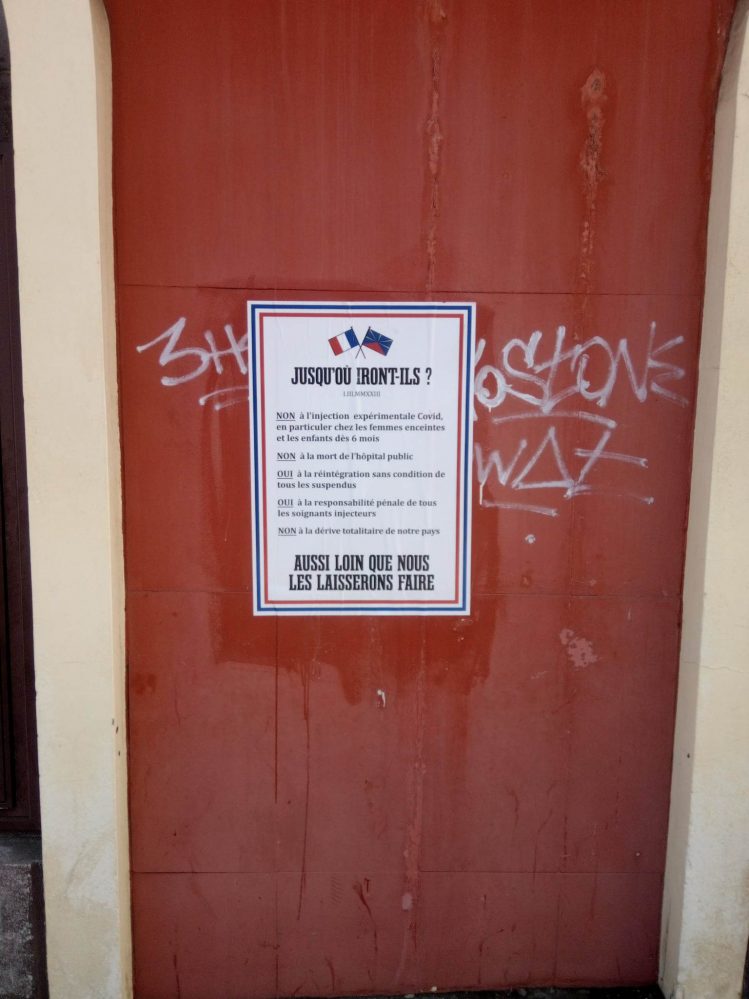 JUSQU'OÙ IRONT-ILS ?
I.III.MMXXIII
NON à l'injection expérimentale Covid,
en particulier chez les femmes enceintes
et les enfants dès 6 mois
NON à la mort de l'hôpital public
OUI à la réintégration sans condition de
tous les suspendus
OUI à la responsabilité pénale de tous
les soignants injecteurs
NON à la dérive totalitaire de notre pays
AUSSI LOIN QUE NOUS
LES LAISSERONS FAIRE